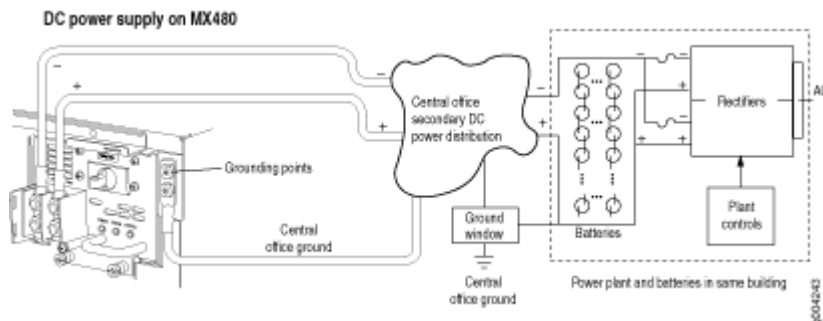 DC power supply on MX480
−
+
−
+
Central office
secondary DC
power distribution
Grounding points
Central
office ground
Ground
window
Central
office ground
−
+
...
...
...
Batteries
−
−
−
+
+
+
Rectifiers
Plant
controls
Power plant and batteries in same building
g004243